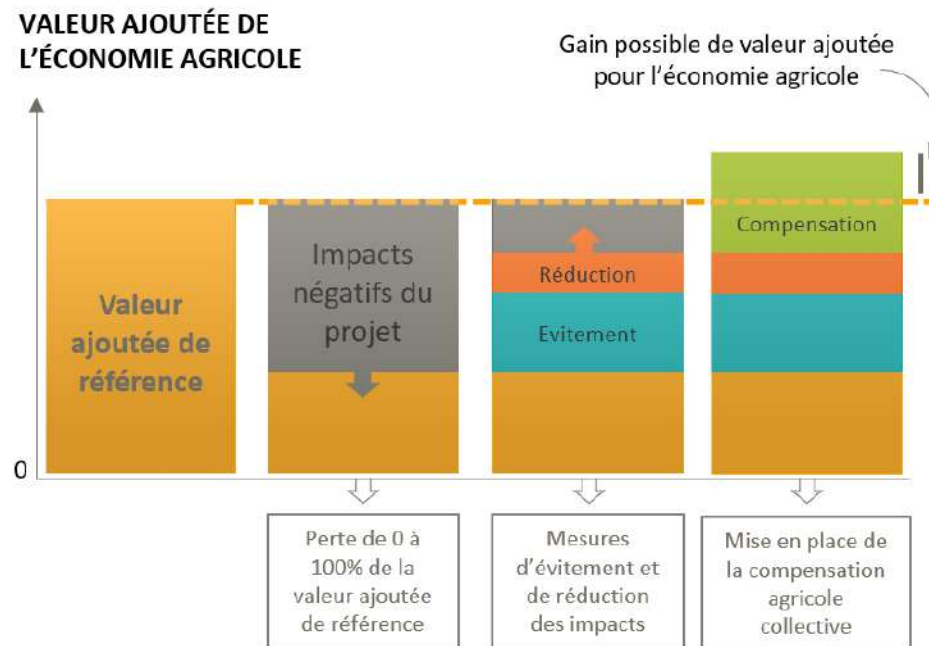 VALEUR AJOUTÉE DE
L'ÉCONOMIE AGRICOLE
Gain possible de valeur ajoutée
pour l'économie agricole
Valeur
ajoutée de
référence
Impacts
négatifs du
projet
Réduction
Evitement
Compensation
0
Perte de 0 à
100% de la
valeur ajoutée
de référence
Mesures
d'évitement et
de réduction
des impacts
Mise en place de
la compensation
agricole
collective